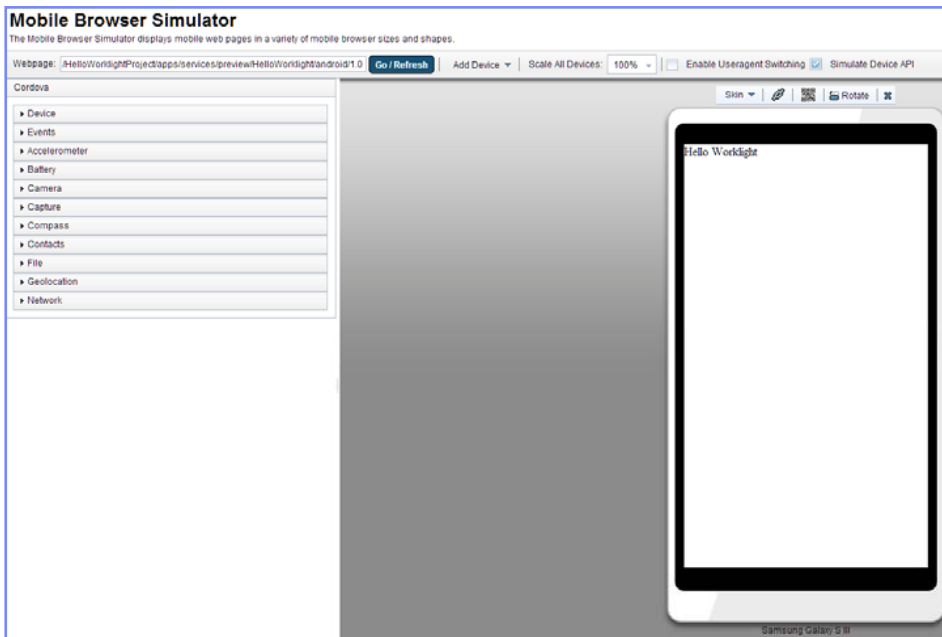 Mobile Browser Simulator
The Mobile Browser Simulator displays mobile web pages in a variety of mobile browser sizes and shapes.
Webpage: /HelloWorklightProject/apps/services/preview/HelloWorklight/android/1.0 Go / Refresh Add Device Scale All Devices: 100% Enable Useragent Switching Simulate Device API
Cordova
Skin Rotate
Device
Events
Accelerometer
Battery
Camera
Capture
Compass
Contacts
File
Geolocation
Network
Hello Worklight
Samsung Galaxy S III